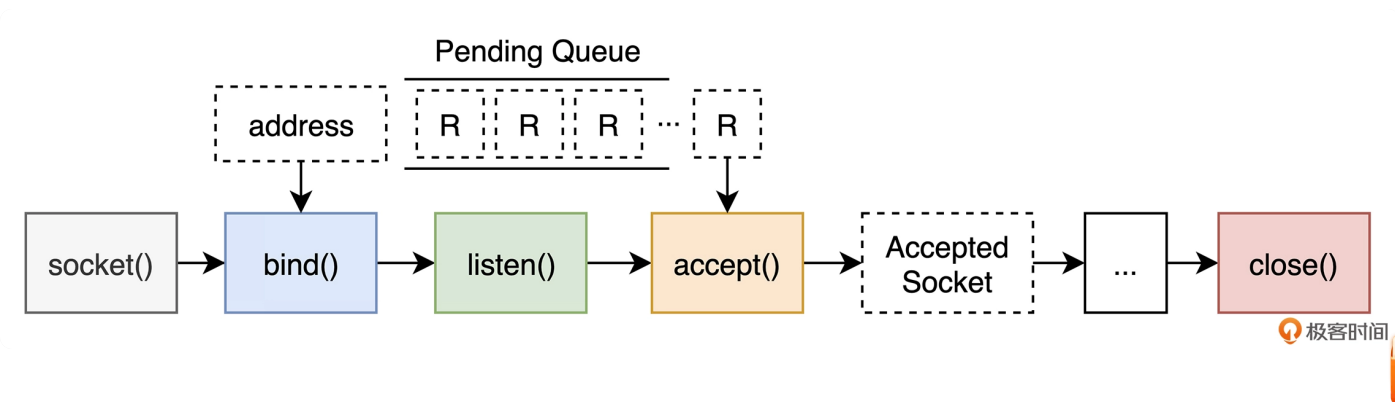 Pending Queue
address
R
R
R
...
R
socket()
bind()
listen()
accept()
Accepted
Socket
...
close()
极客时间